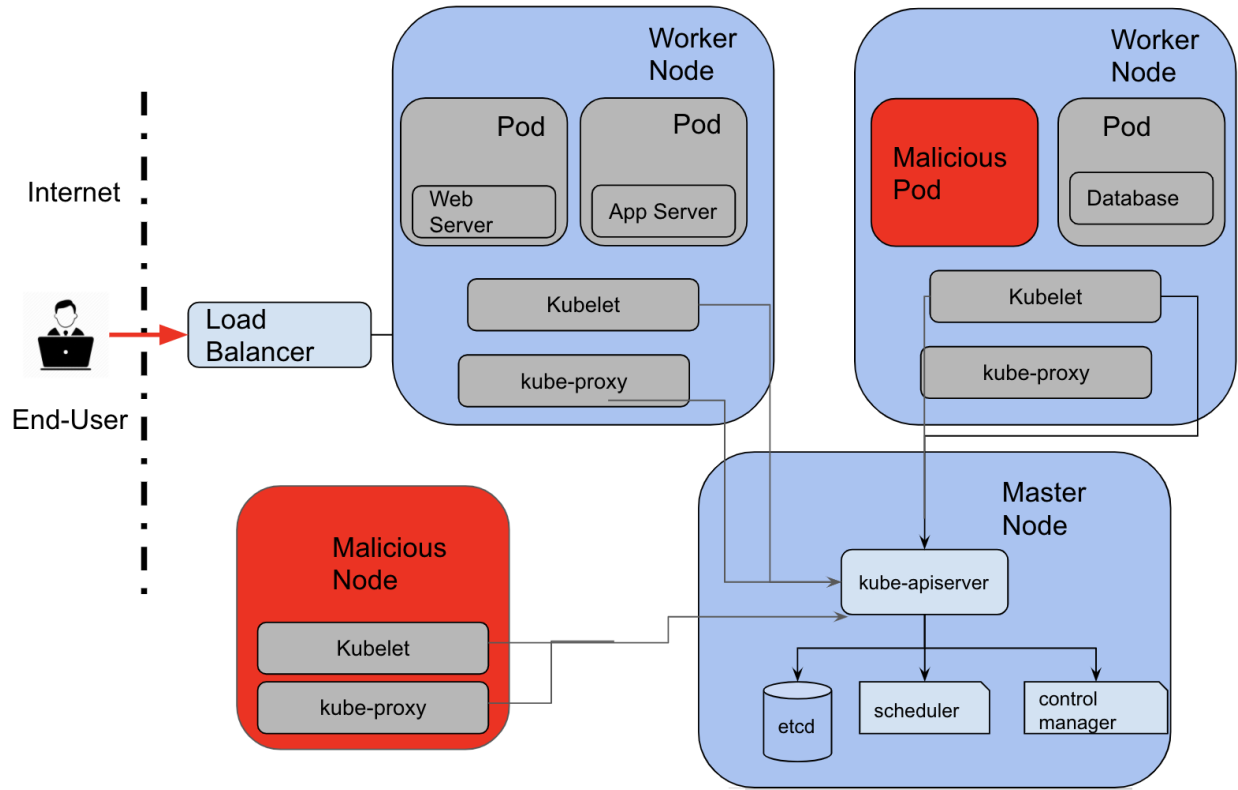 Internet
End-User
Load
Balancer
Worker
Node
Pod
Web
Server
Pod
App Server
Kubelet
kube-proxy
Worker
Node
Malicious
Pod
Pod
Database
Kubelet
kube-proxy
Malicious
Node
Kubelet
kube-proxy
Master
Node
kube-apiserver
etcd
scheduler
control
manager